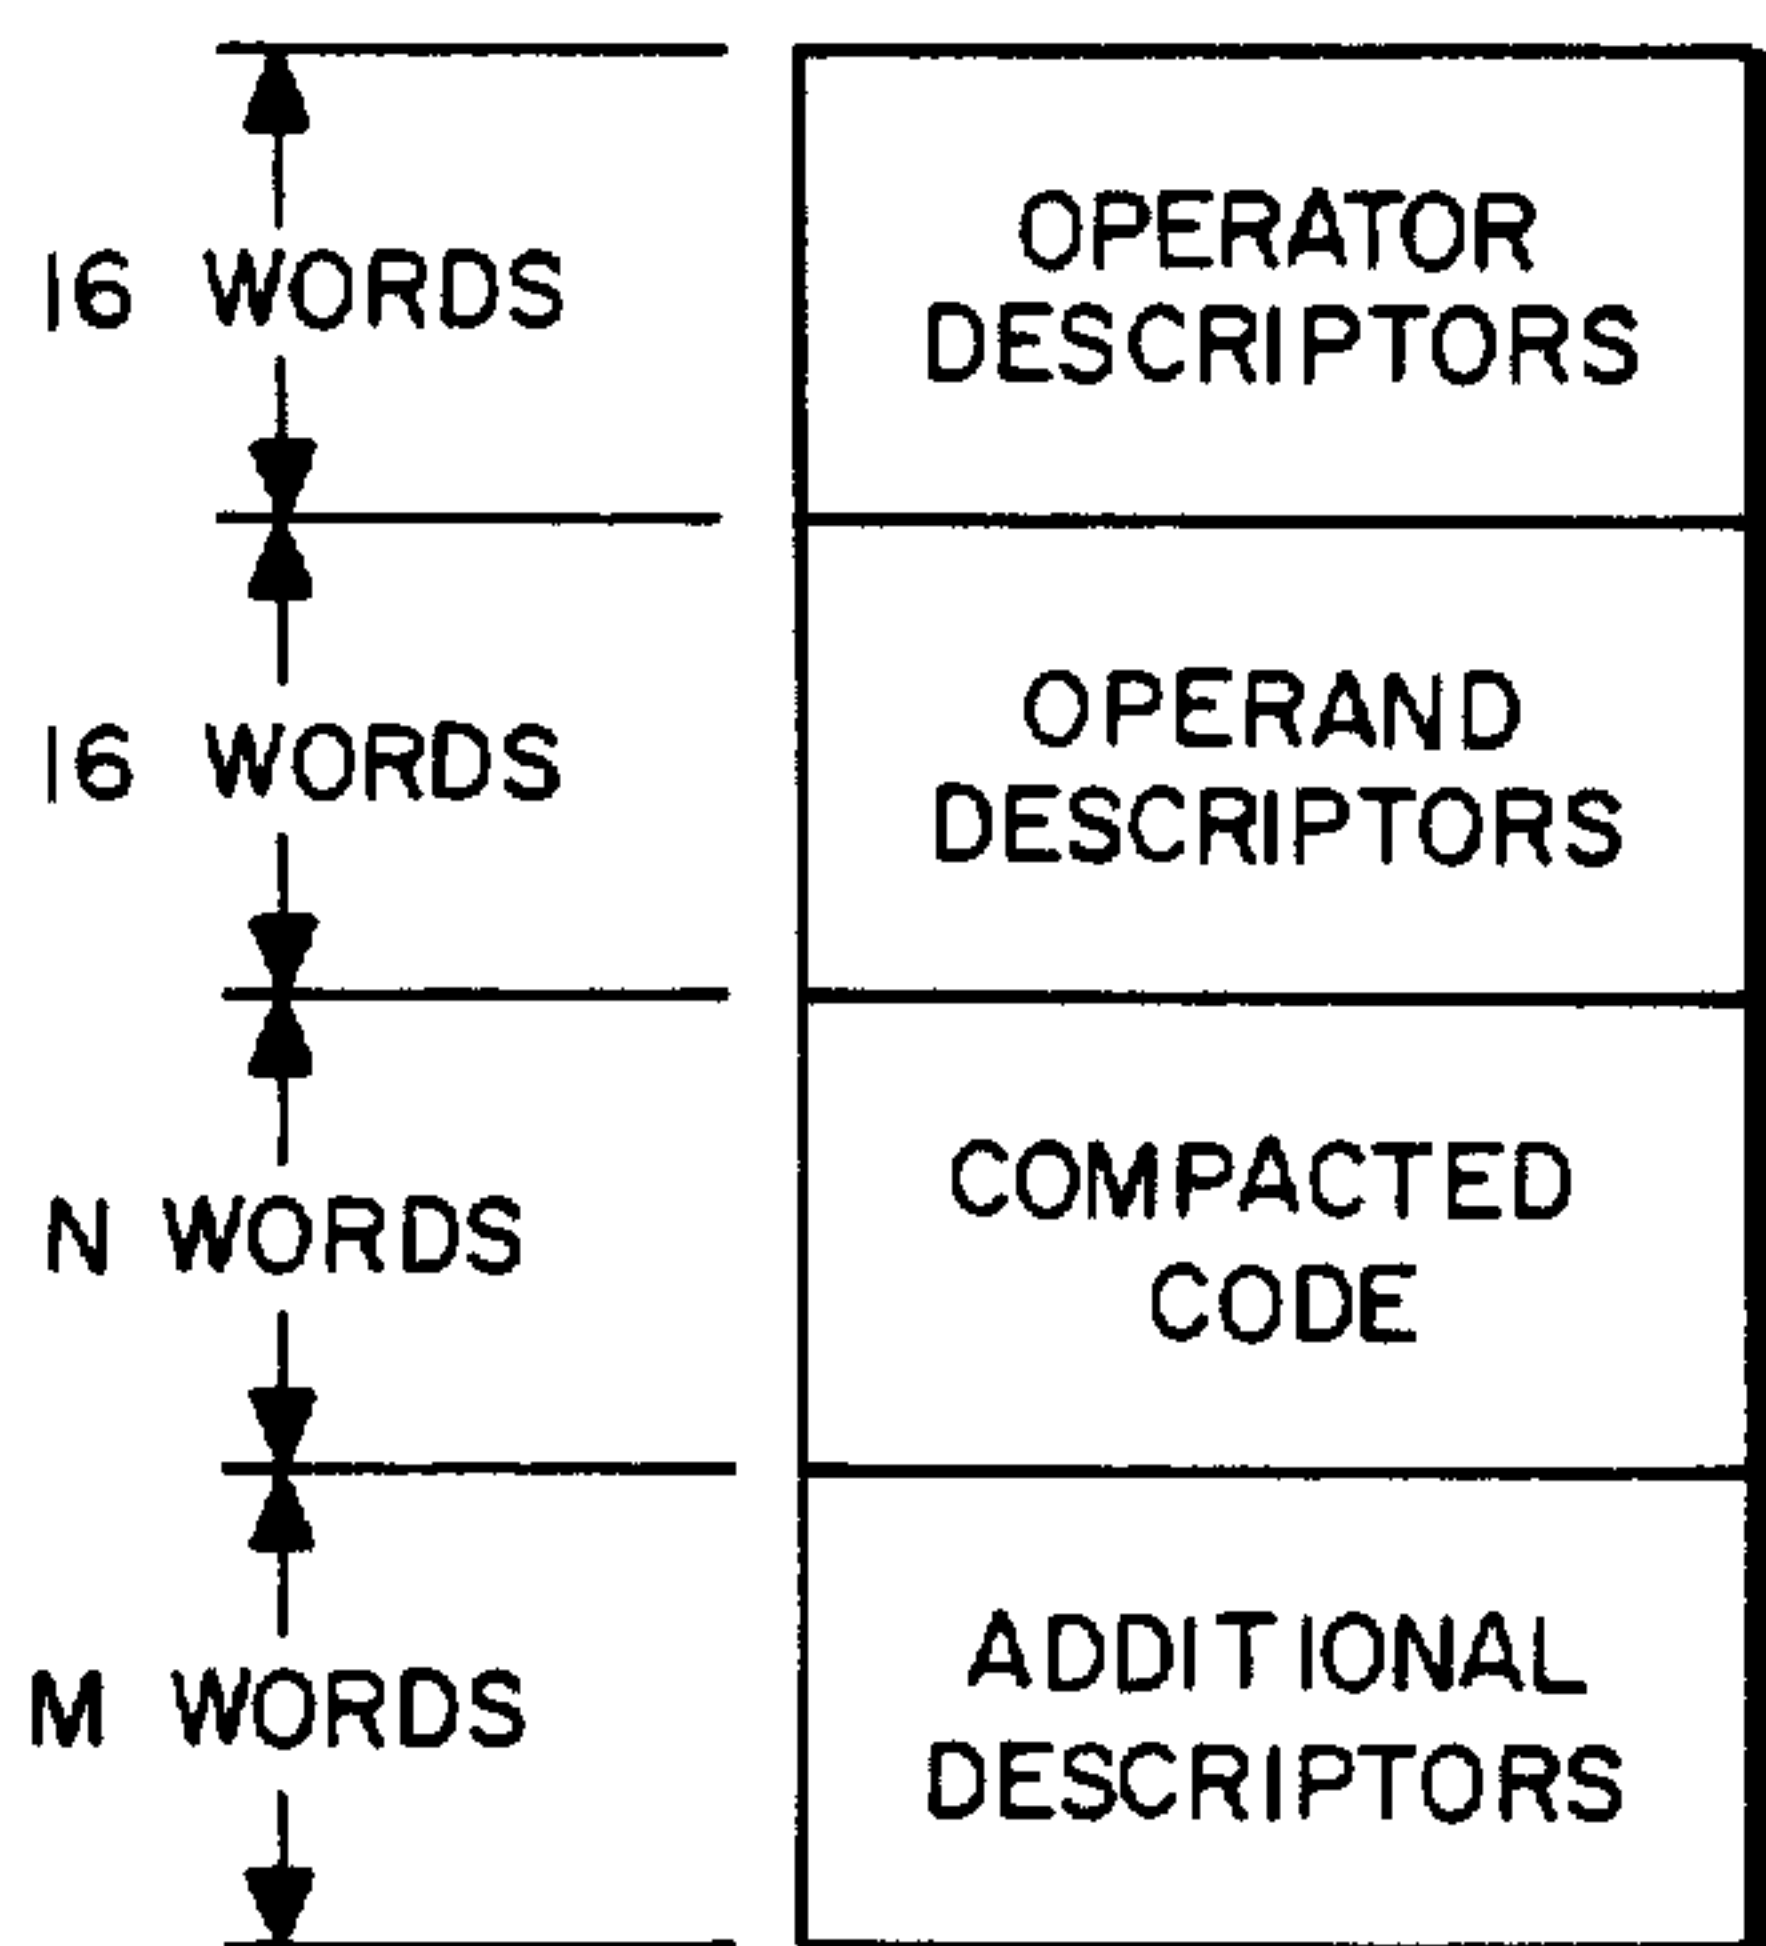 16 WORDS
OPERATOR
DESCRIPTORS
16 WORDS
OPERAND
DESCRIPTORS
N WORDS
COMPACTED
CODE
M WORDS
ADDITIONAL
DESCRIPTORS